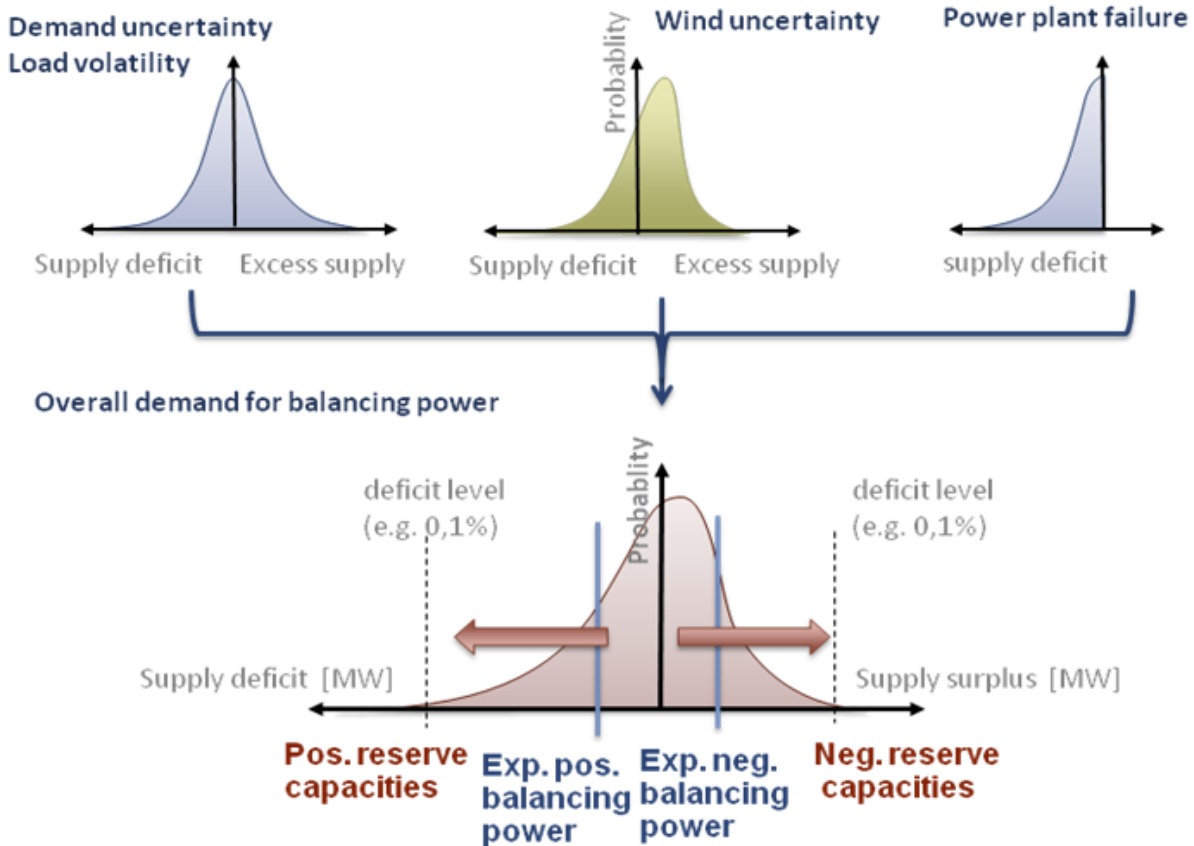 Demand uncertainty
Load volatility
Wind uncertainty
Power plant failure
Probablity
Supply deficit
Excess supply
Supply deficit
Excess supply
supply deficit
Overall demand for balancing power
Probablity
deficit level
(e.g. 0,1%)
deficit level
(e.g. 0,1%)
Supply deficit [MW]
Supply surplus [MW]
Pos. reserve
capacities
Exp. pos.
balancing
power
Exp. neg.
balancing
power
Neg. reserve
capacities